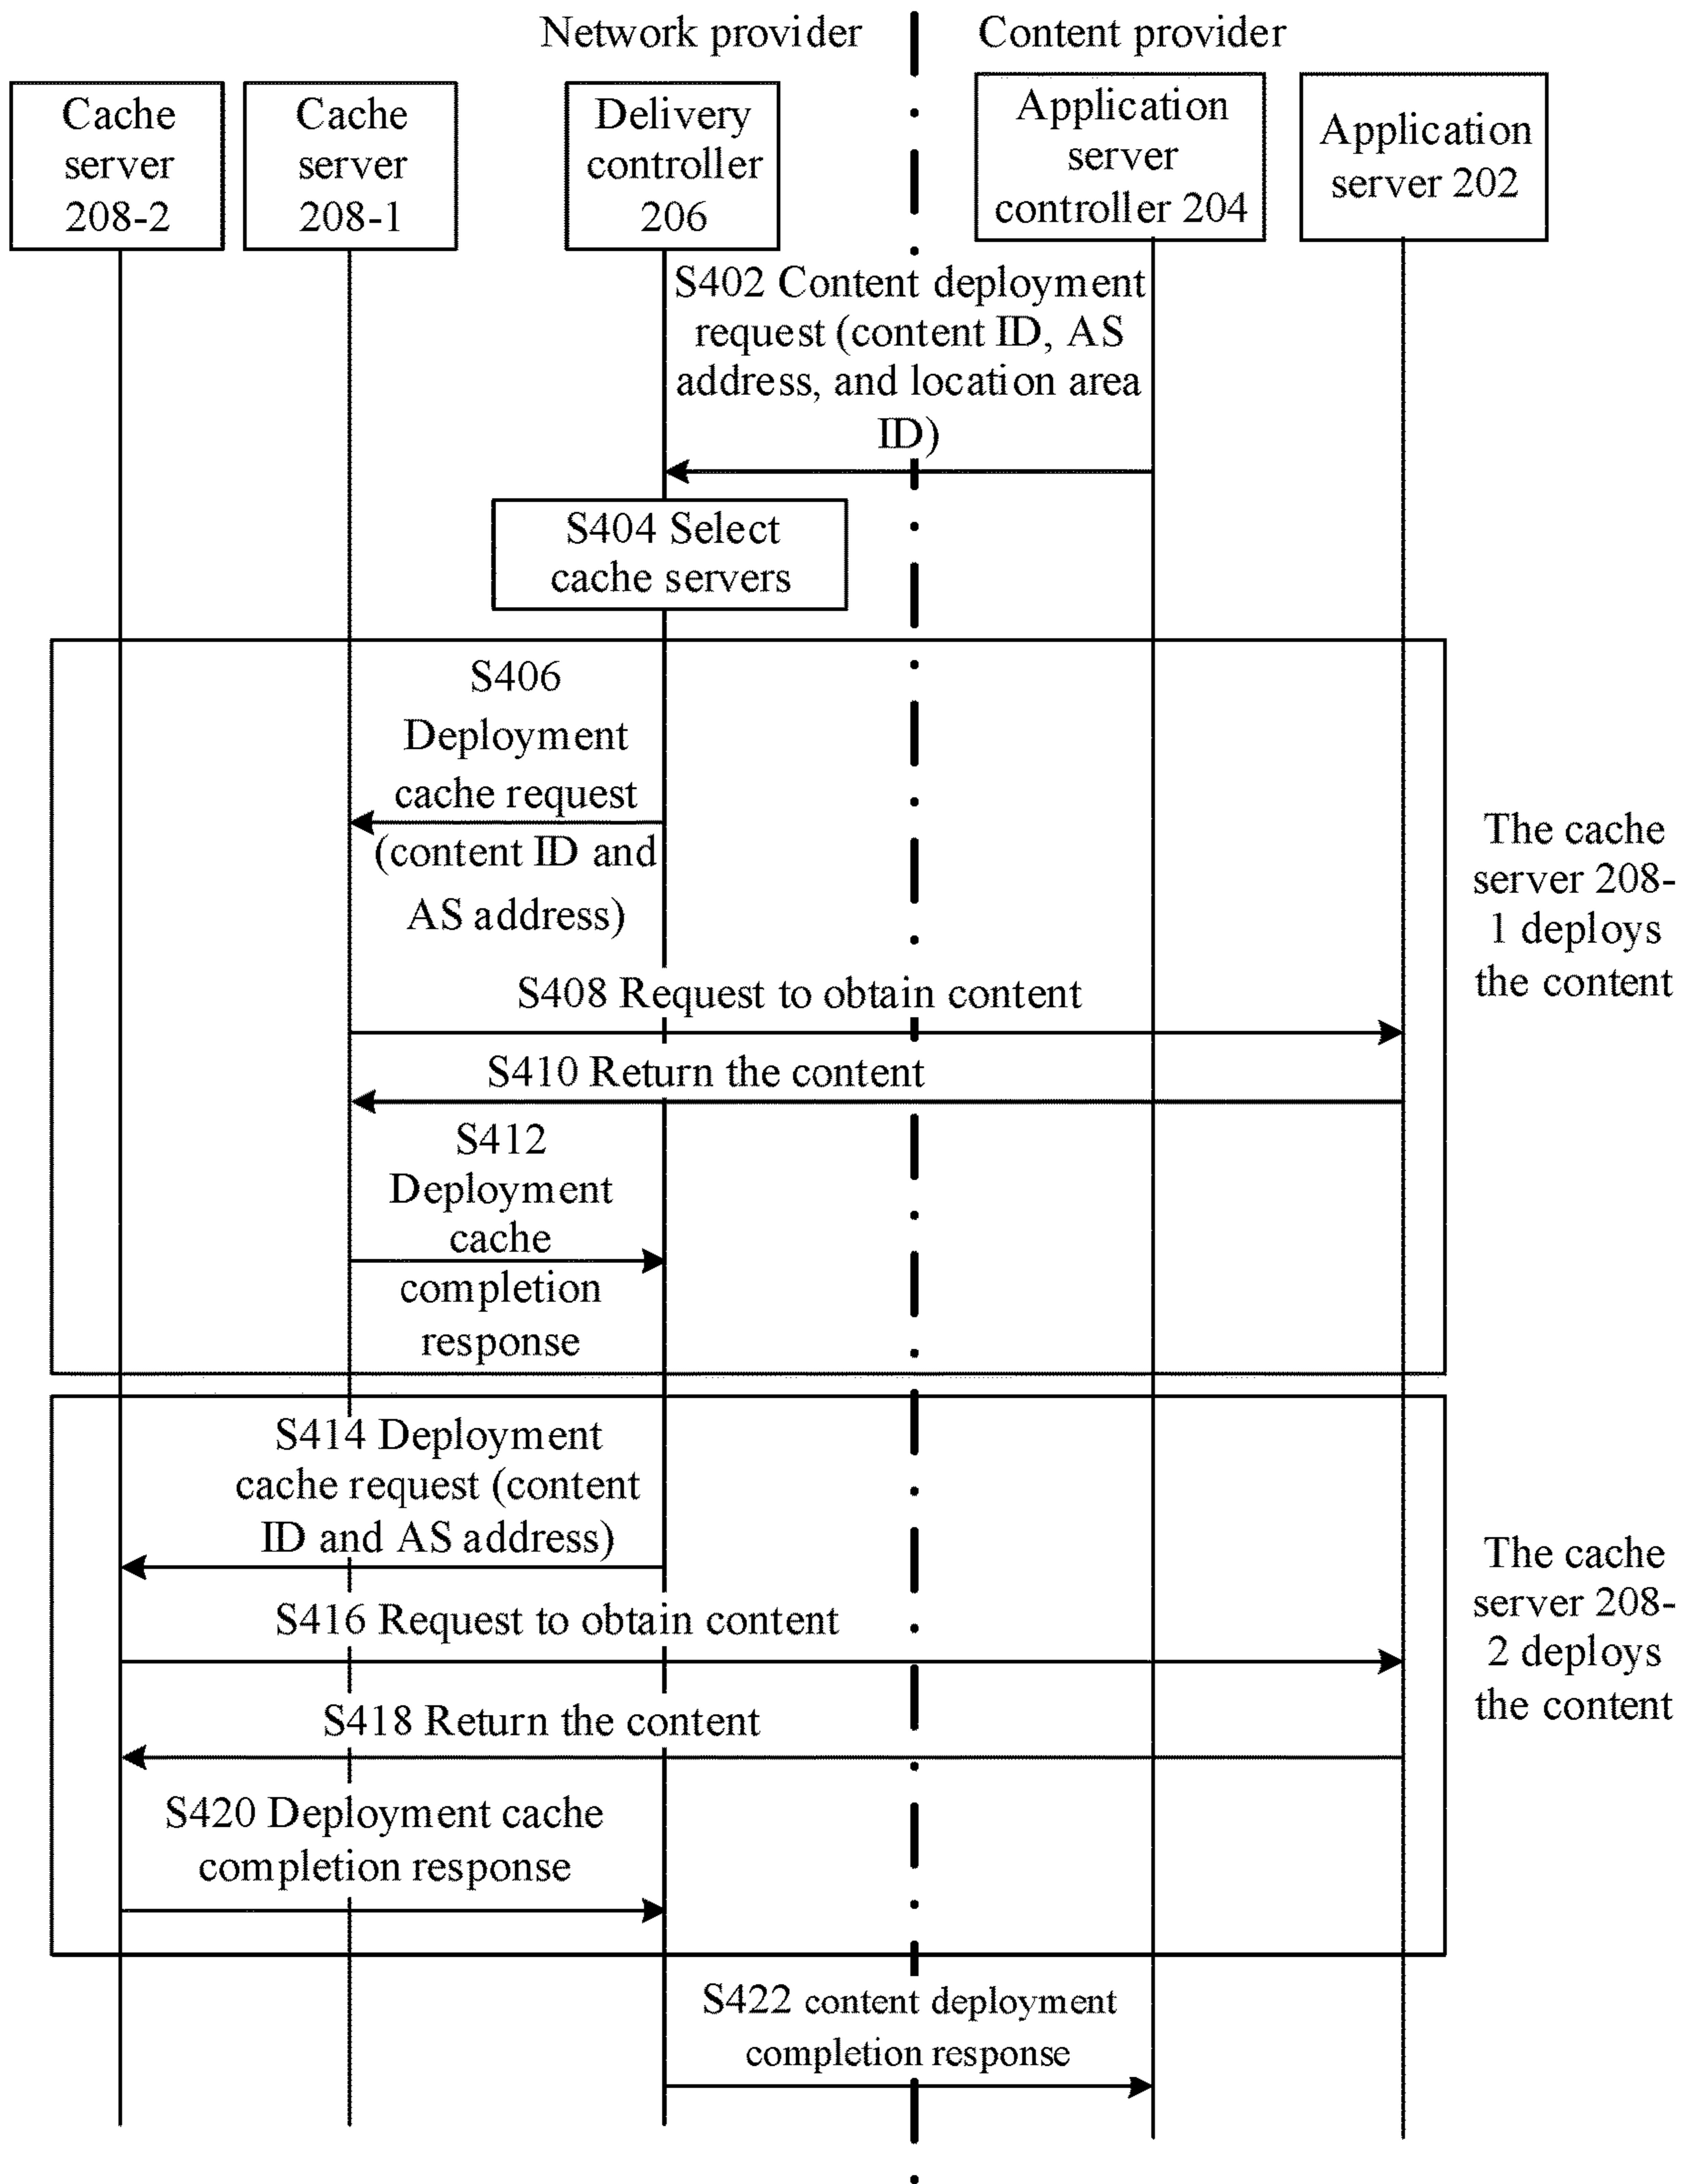 Network provider
Content provider
Cache
server
208-2
Cache
server
208-1
Delivery
controller
206
Application
server
controller 204
Application
server 202
S402 Content deployment
request (content ID, AS
address, and location area
ID)
S404 Select
cache servers
S406
Deployment
cache request
(content ID and
AS address)
The cache
server 208-
1 deploys
the content
S408 Request to obtain content
S410 Return the content
S412
Deployment
cache
completion
response
S414 Deployment
cache request (content
ID and AS address)
The cache
server 208-
2 deploys
the content
S416 Request to obtain content
S418 Return the content
S420 Deployment cache
completion response
S422 content deployment
completion response